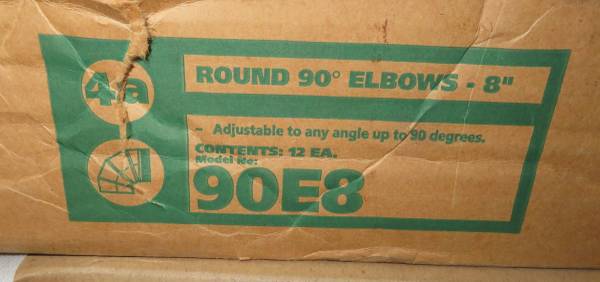 4a
ROUND 90° ELBOWS - 8"
- Adjustable to any angle up to 90 degrees.
CONTENTS: 12 EA.
Model No:
90E8